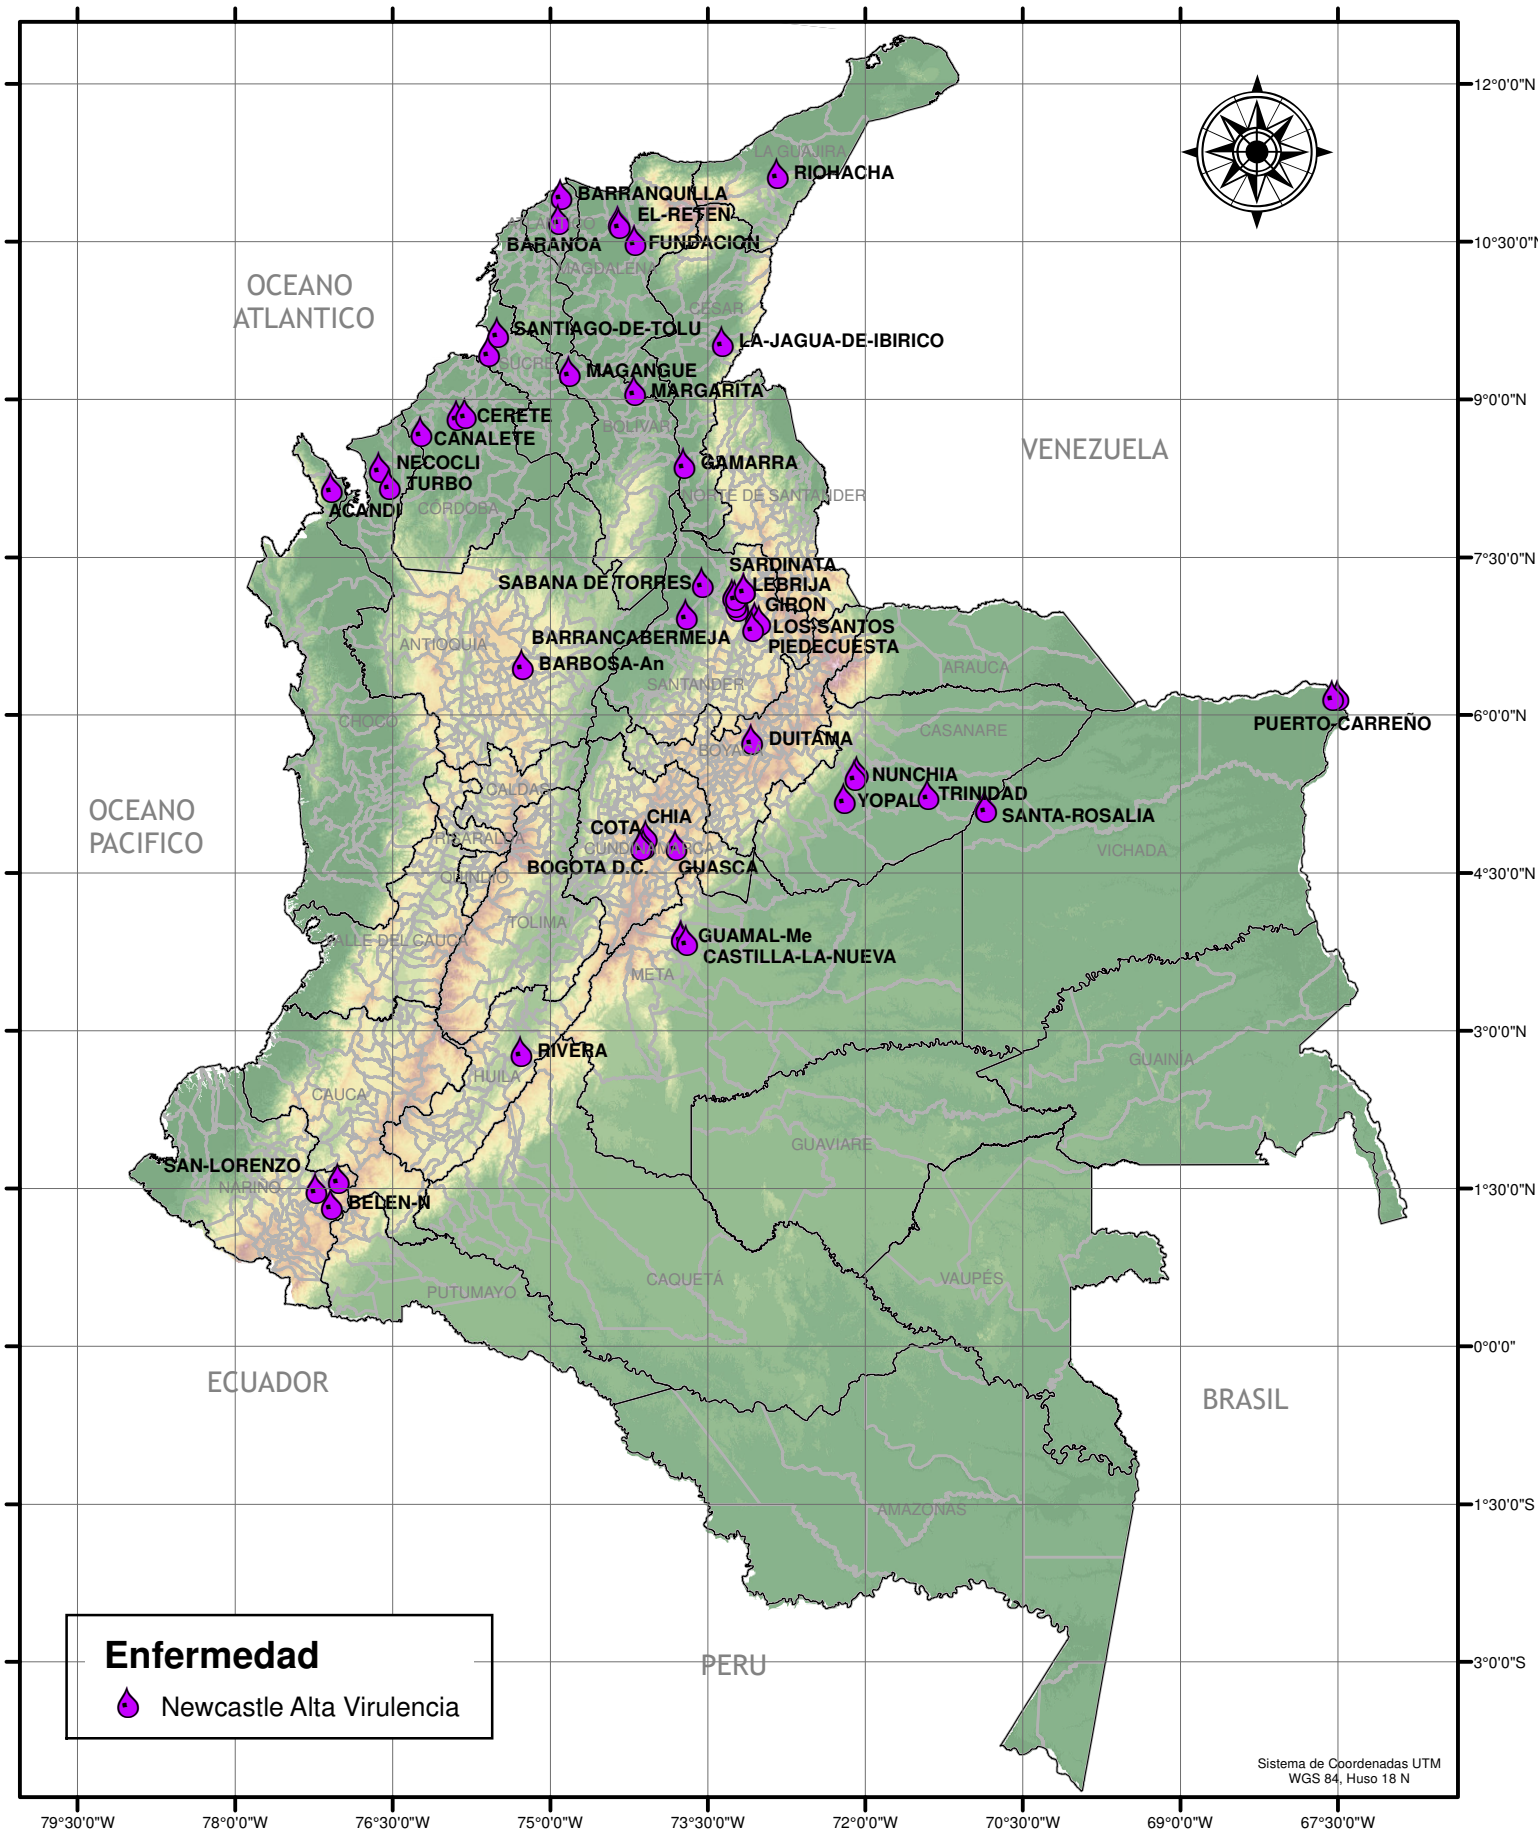 12°0'0"N
LA GUAJIRA
RIOHACHA
BARRANQUILLA
EL-RETEN
ATLANTICO
BARANOA
FUNDACION
10°30'0"N
MAGDALENA
OCEANO
ATLANTICO
CESAR
SANTIAGO-DE-TOLU
LA-JAGUA-DE-IBIRICO
SUCRE
MAGANGUE
MARGARITA
9°0'0"N
CERETE
BOLIVAR
CANALETE
VENEZUELA
NECOCLI
GAMARRA
TURBO
NORTE DE SANTANDER
ACANDI
CORDOBA
7°30'0"N
SARDINATA
SABANA DE TORRES
LEBRIJA
GIRON
LOS-SANTOS
BARRANCABERMEJA
ANTIOQUIA
PIEDECUESTA
BARBOSA-An
ARAUCA
SANTANDER
6°0'0"N
CHOCO
PUERTO-CARREÑO
CASANARE
DUITAMA
BOYACA
NUNCHIA
CALDAS
TRINIDAD
YOPAL
OCEANO
PACIFICO
CHIA
SANTA-ROSALIA
COTA
RISARALDA
CUNDINAMARCA
VICHADA
BOGOTA D.C.
GUASCA
4°30'0"N
QUINDIO
TOLIMA
VALLE DEL CAUCA
GUAMAL-Me
CASTILLA-LA-NUEVA
META
3°0'0"N
RIVERA
GUAINIA
HUILA
CAUCA
GUAVIARE
SAN-LORENZO
NARIÑO
1°30'0"N
BELEN-N
CAQUETÁ
VAUPÉS
PUTUMAYO
0°0'0"
ECUADOR
BRASIL
1°30'0"S
AMAZONAS
Enfermedad
Newcastle Alta Virulencia
PERU
3°0'0"S
Sistema de Coordenadas UTM
WGS 84, Huso 18 N
79°30'0"W 78°0'0"W 76°30'0"W 75°0'0"W 73°30'0"W 72°0'0"W 70°30'0"W 69°0'0"W 67°30'0"W